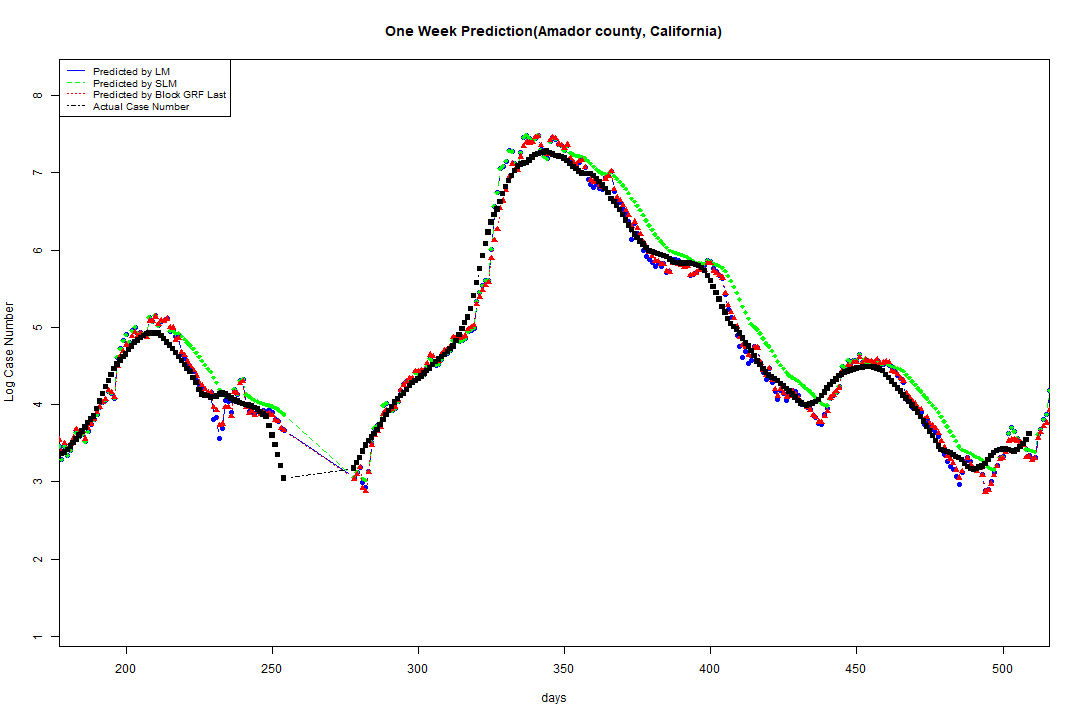 One Week Prediction(Amador county, California)
Predicted by LM
Predicted by SLM
Predicted by Block GRF Last
Actual Case Number
8
7
6
5
4
3
2
1
Log Case Number
200 250 300 350 400 450 500
days